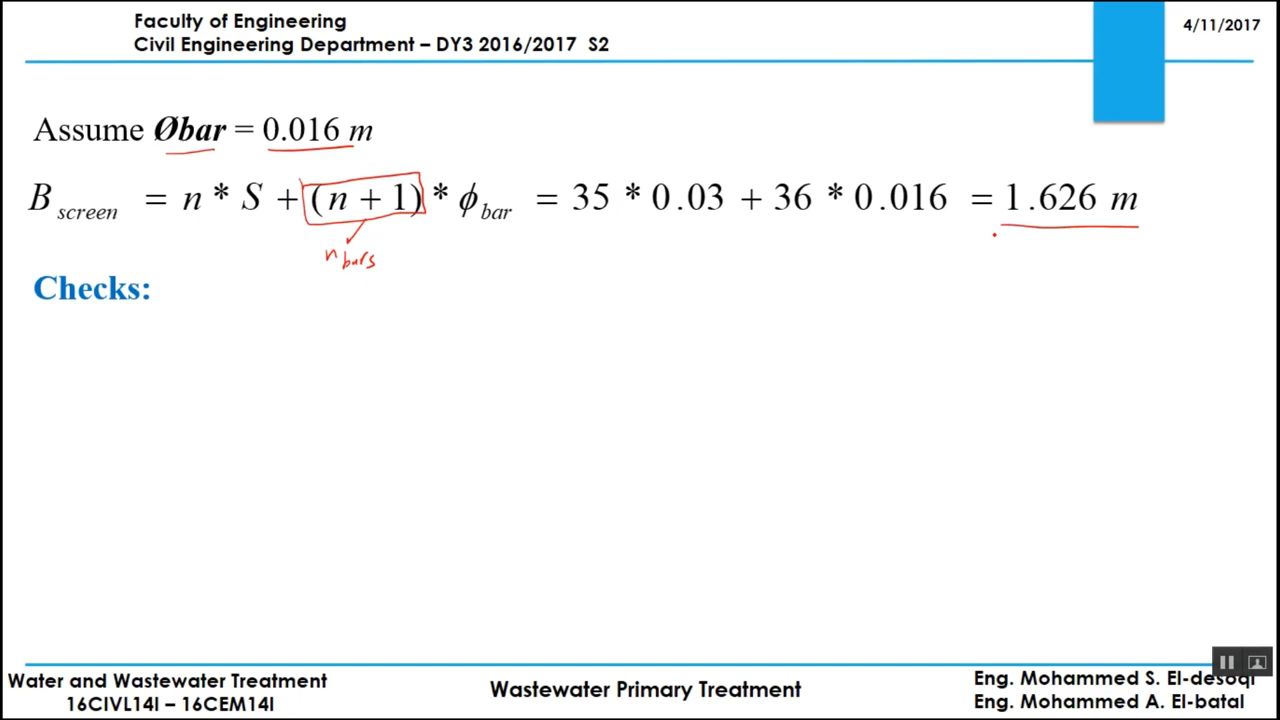 Faculty of Engineering
Civil Engineering Department – DY3 2016/2017 S2
4/11/2017
Assume Øbar = 0.016 m
B screen = n * S + (n + 1) * ϕ bar = 35 * 0.03 + 36 * 0.016 = 1.626 m
n bars
Checks:
Water and Wastewater Treatment
16CIVL14I – 16CEM14I
Wastewater Primary Treatment
Eng. Mohammed S. El-desoqi
Eng. Mohammed A. El-batal